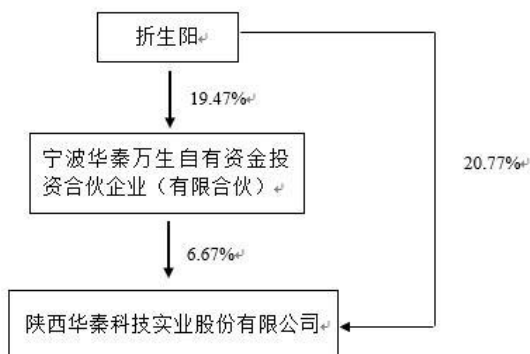 折生阳
19.47%
宁波华秦万生自有资金投
资合伙企业（有限合伙）
20.77%
6.67%
陕西华秦科技实业股份有限公司